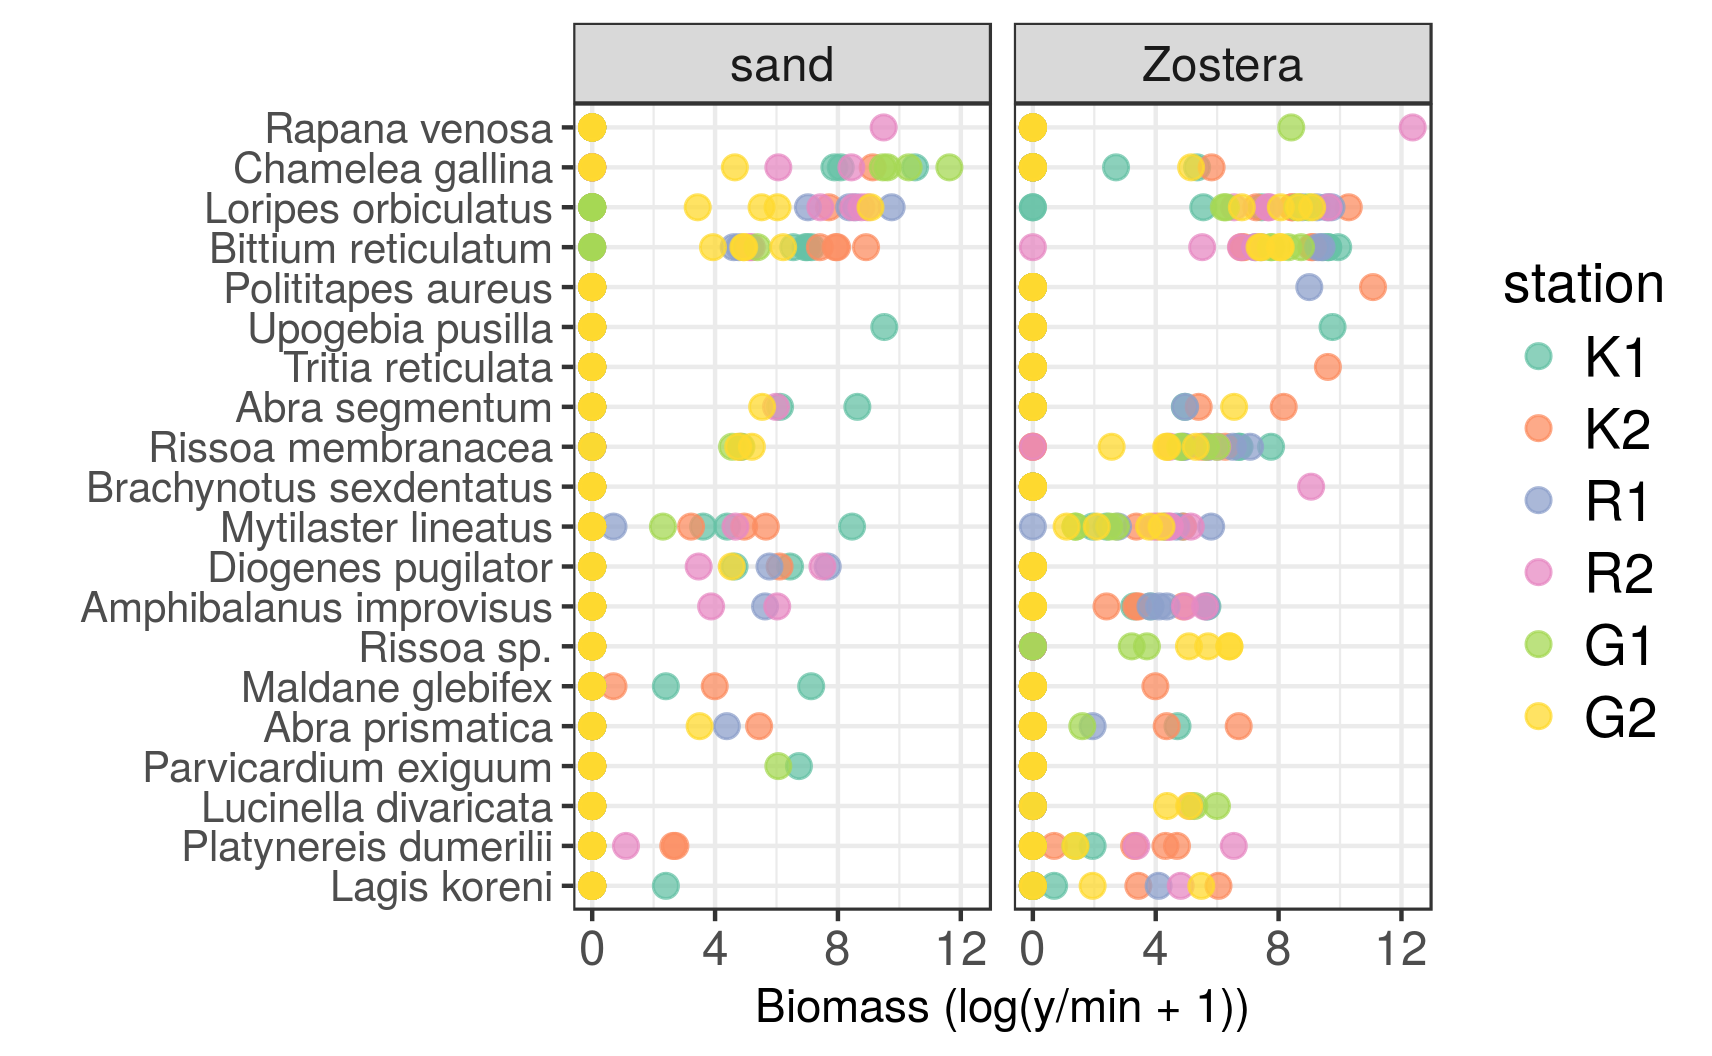 sand
Zostera
Rapana venosa
Chamelea gallina
Loripes orbiculatus
Bittium reticulatum
Polititapes aureus
Upogebia pusilla
Tritia reticulata
Abra segmentum
Rissoa membranacea
Brachynotus sexdentatus
Mytilaster lineatus
Diogenes pugilator
Amphibalanus improvisus
Rissoa sp.
Maldane glebifex
Abra prismatica
Parvicardium exiguum
Lucinella divaricata
Platynereis dumerilii
Lagis koreni
0 4 8 12 0 4 8 12
Biomass (log(y/min + 1))
station
K1
K2
R1
R2
G1
G2